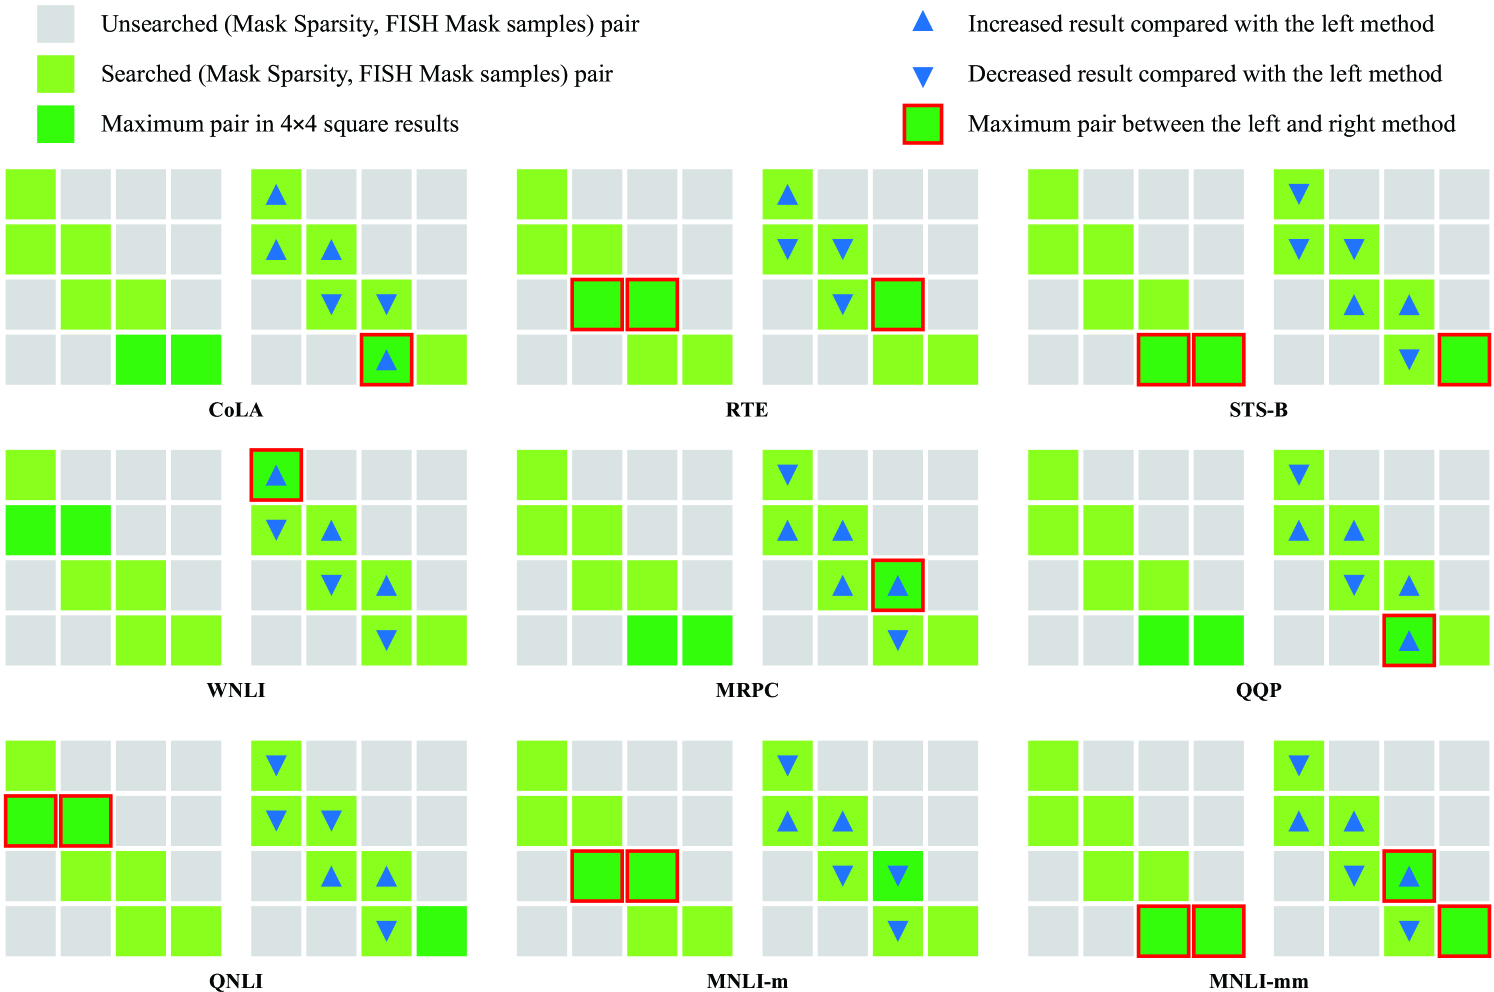 Unsearched (Mask Sparsity, FISH Mask samples) pair
Increased result compared with the left method
Searched (Mask Sparsity, FISH Mask samples) pair
Decreased result compared with the left method
Maximum pair in 4×4 square results
Maximum pair between the left and right method
CoLA
RTE
STS-B
WNLI
MRPC
QQP
QNLI
MNLI-m
MNLI-mm